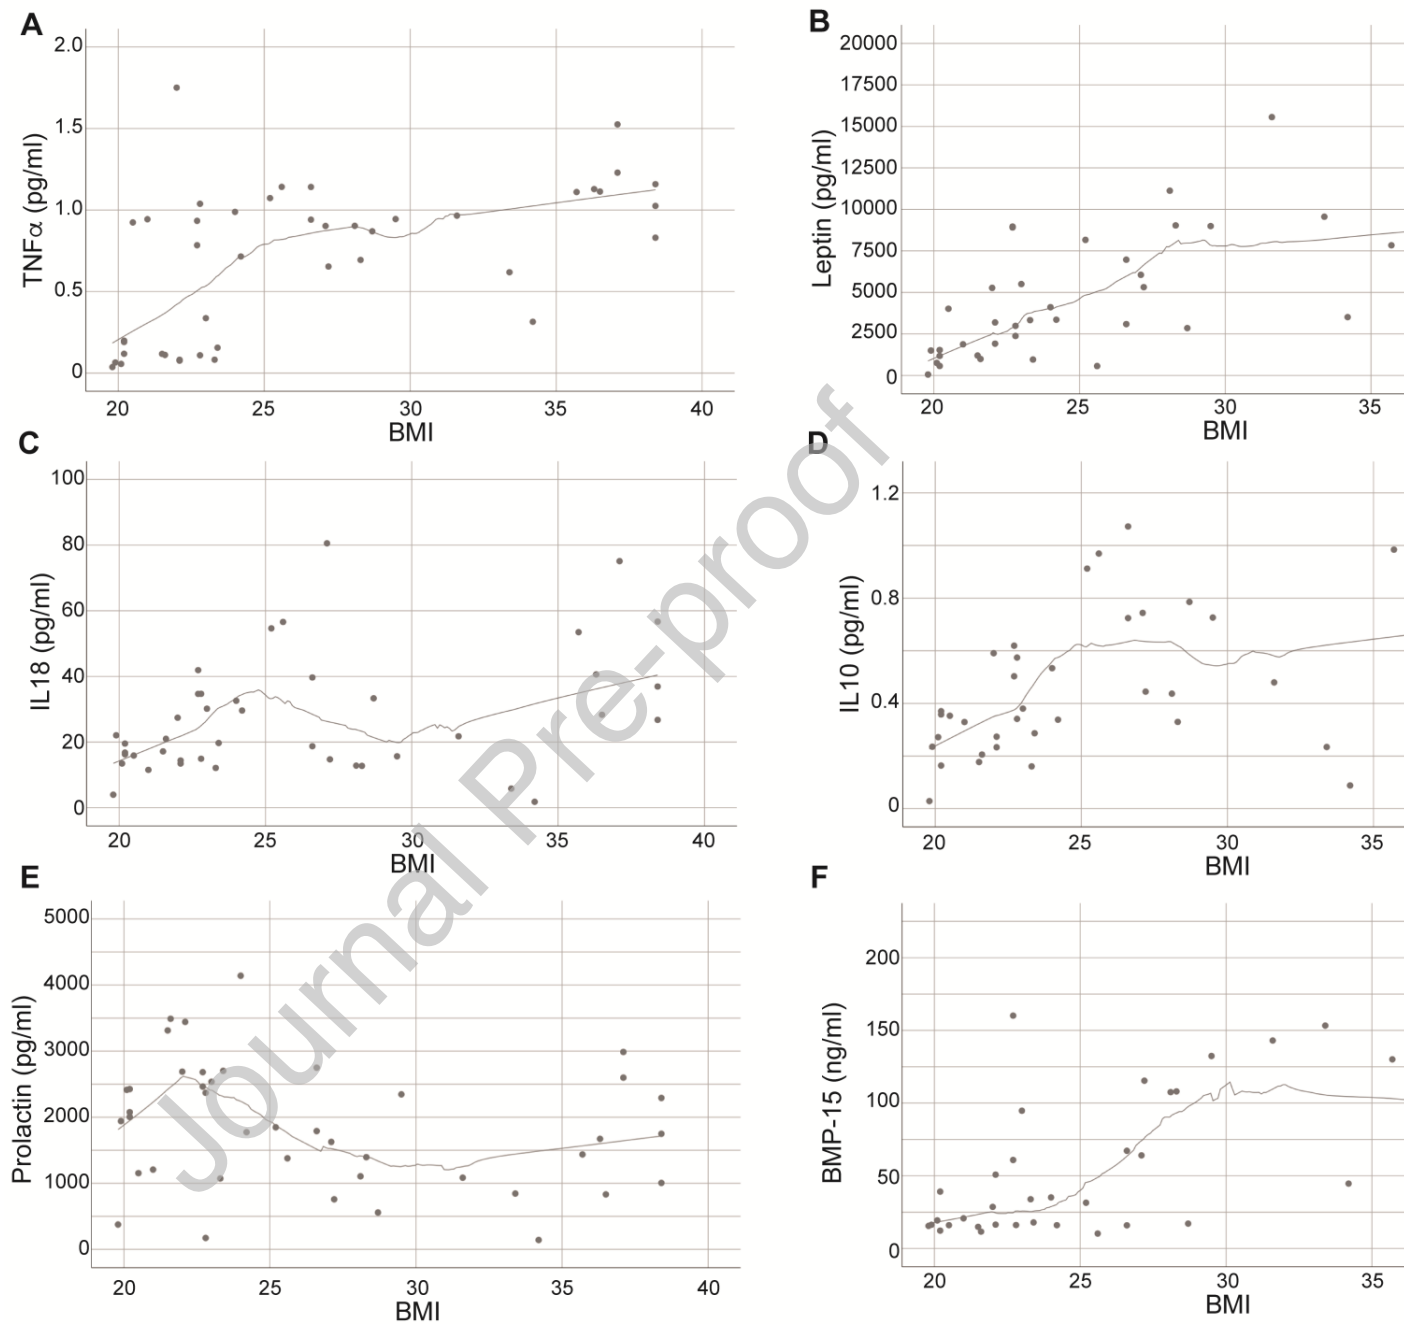 A
2.0
1.5
1.0
0.5
0
TNFα (pg/ml)
20 25 30 35 40
BMI
B
20000
17500
15000
12500
10000
7500
5000
2500
0
Leptin (pg/ml)
20 25 30 35
BMI
C
100
80
60
40
20
0
IL18 (pg/ml)
20 25 30 35 40
BMI
D
1.2
0.8
0.4
0
IL10 (pg/ml)
20 25 30 35
BMI
E
5000
4000
3000
2000
1000
0
Prolactin (pg/ml)
20 25 30 35 40
BMI
F
200
150
100
50
0
BMP-15 (ng/ml)
20 25 30 35
BMI
Journal Pre-proof